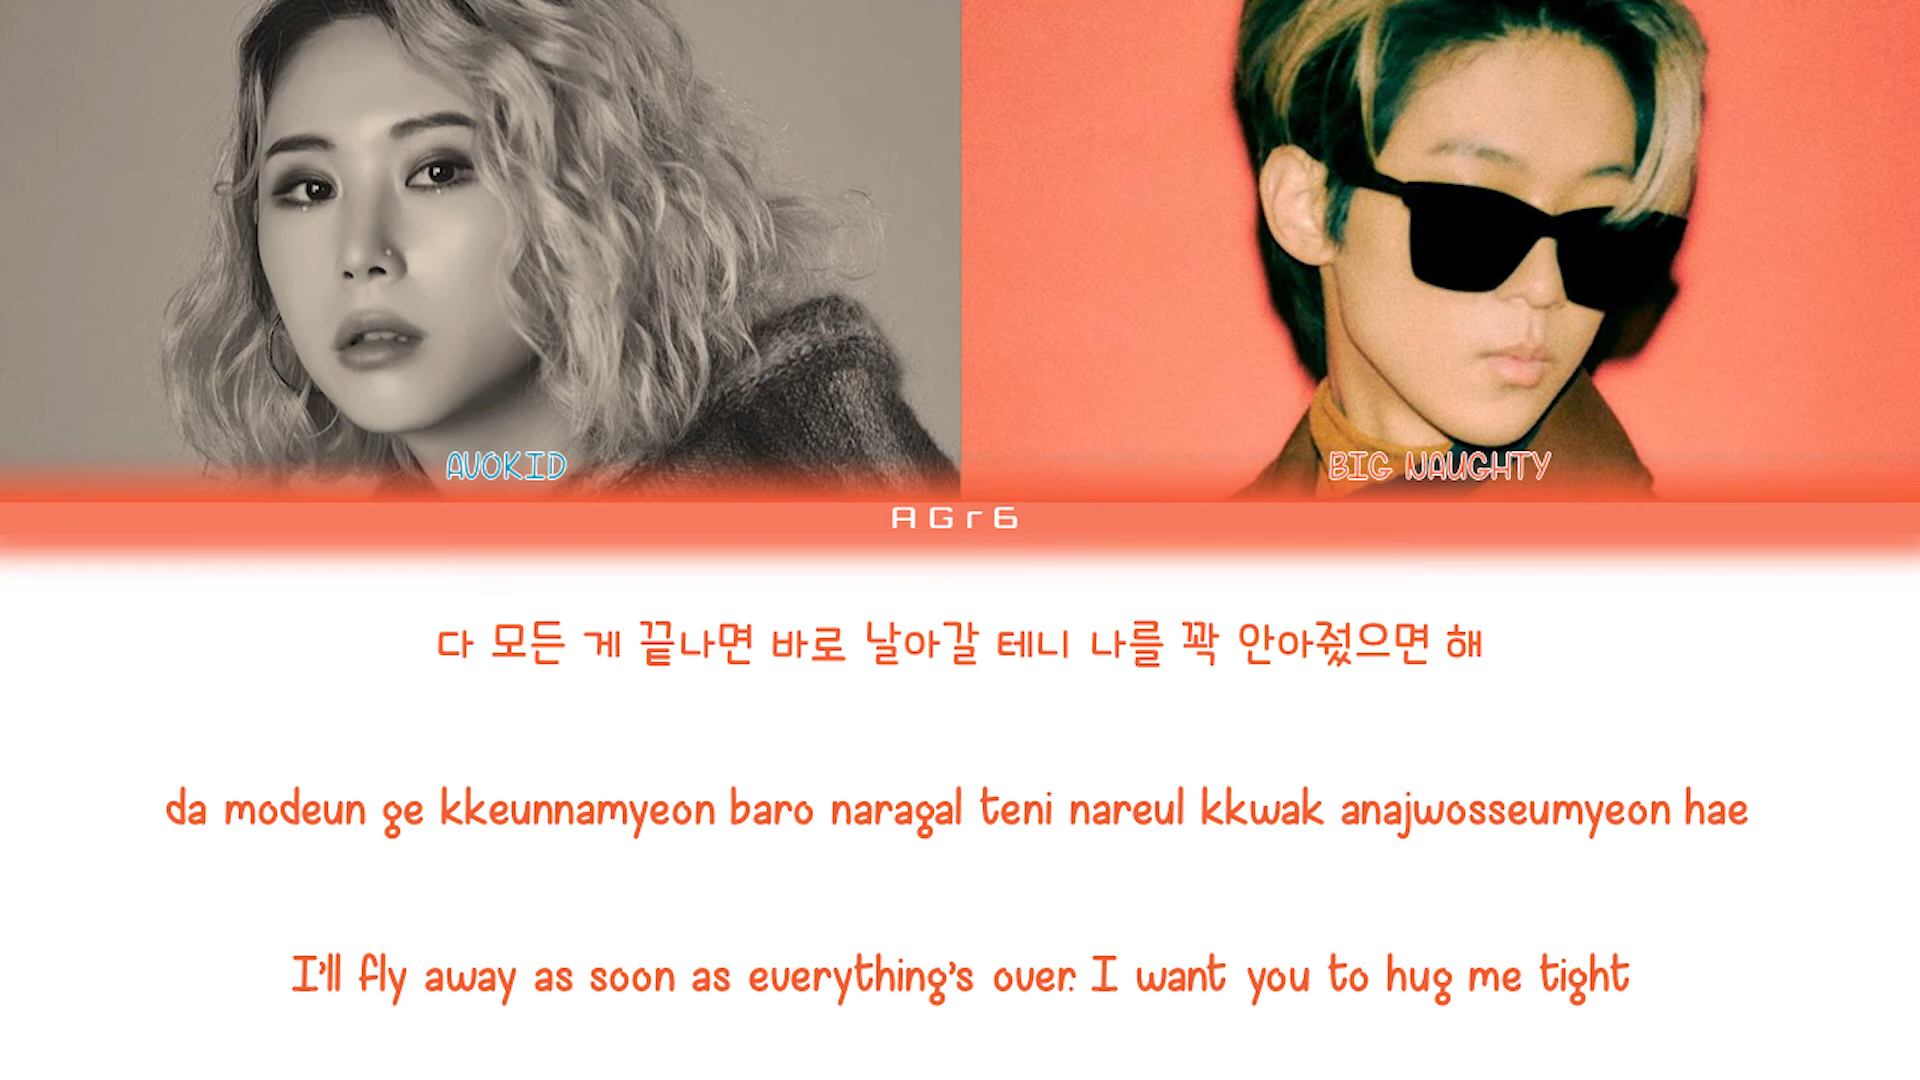 AVOKID
BIG NAUGHTY
AGr6
다 모든 게 끝나면 바로 날아갈 테니 나를 꽉 안아줬으면 해
da modeun ge kkeunnamyeon baro naragal teni nareul kkwak anajwosseumyeon hae
I'll fly away as soon as everything's over. I want you to hug me tight